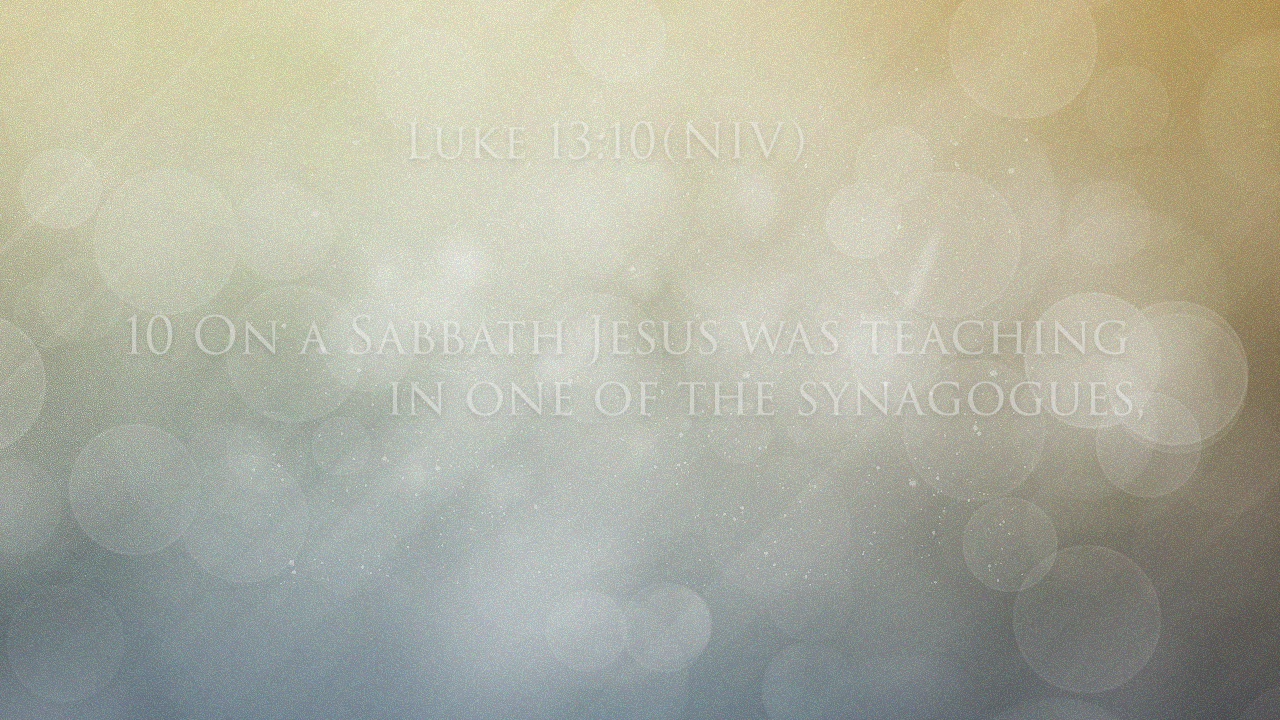 Luke 13:10(NIV)
10 On a Sabbath Jesus was teaching
in one of the synagogues,